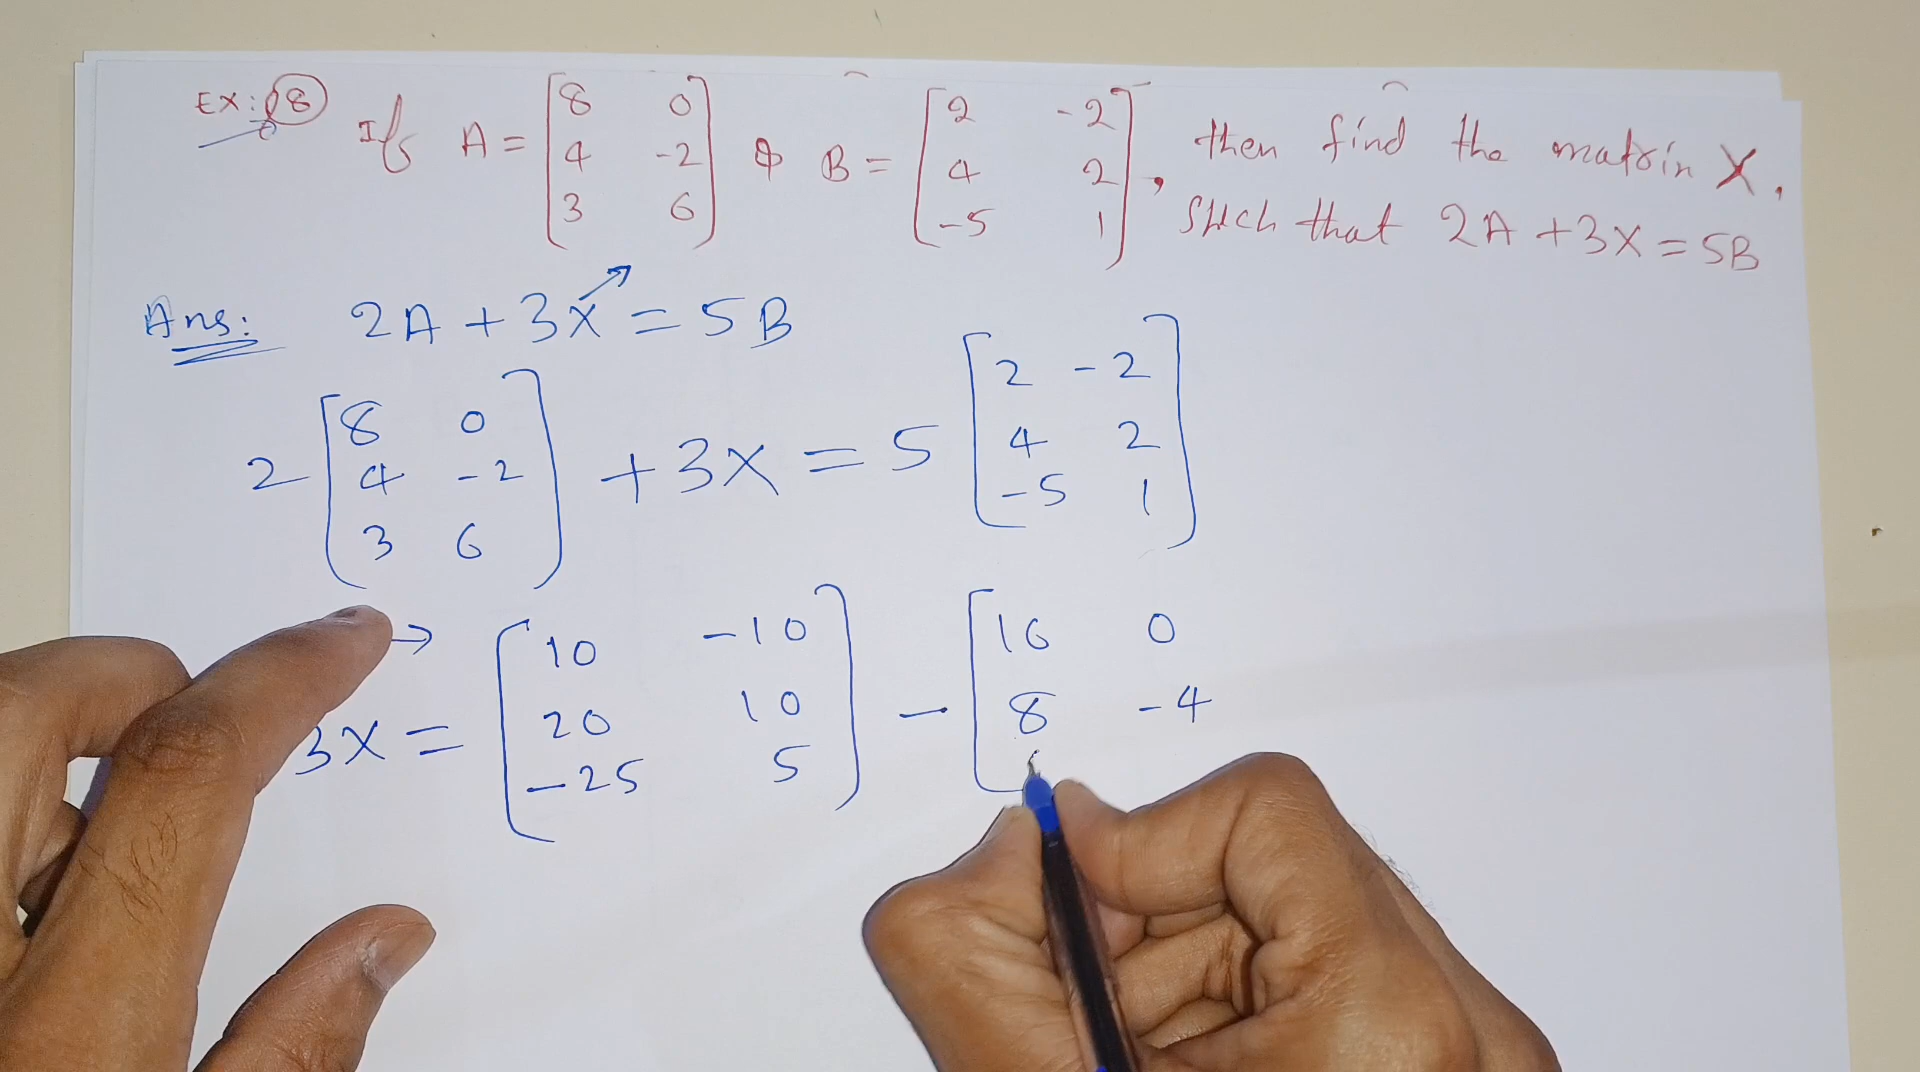 Ex: 18 If A = [8 0 4 -2 3 6] & B = [2 -2 4 2 -5 1], then find the matrix X,
such that 2A + 3X = 5B
Ans: 2A + 3X = 5B
2 [8 0 4 -2 3 6] + 3X = 5 [2 -2 4 2 -5 1]
→
3X = [10 -10 20 10 -25 5] - [16 0 8 -4